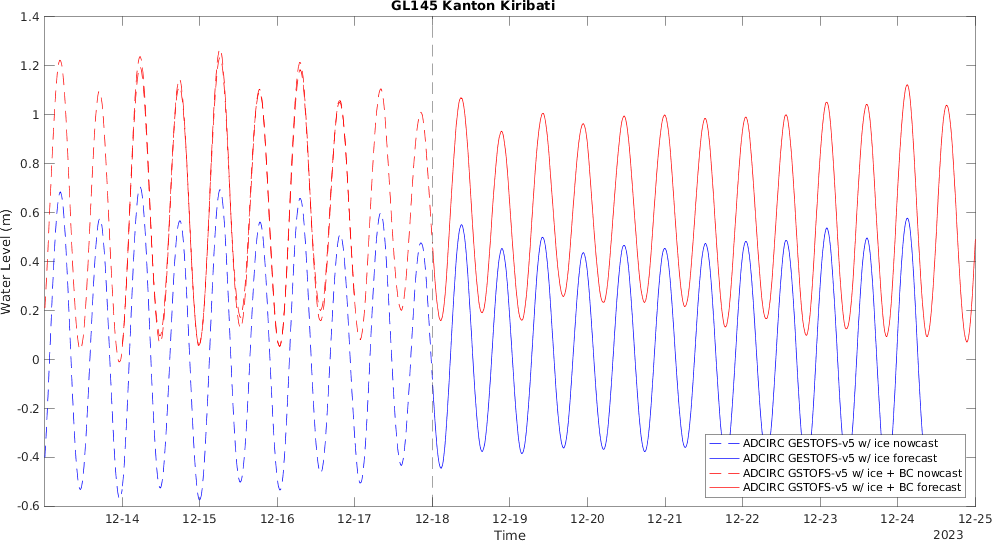 GL145 Kanton Kiribati
1.4
1.2
1
0.8
0.6
0.4
0.2
0
-0.2
-0.4
-0.6
Water Level (m)
ADCIRC GESTOFS-v5 w/ ice nowcast
ADCIRC GESTOFS-v5 w/ ice forecast
ADCIRC GSTOFS-v5 w/ ice + BC nowcast
ADCIRC GSTOFS-v5 w/ ice + BC forecast
12-14 12-15 12-16 12-17 12-18 12-19 12-20 12-21 12-22 12-23 12-24 12-25
Time
2023